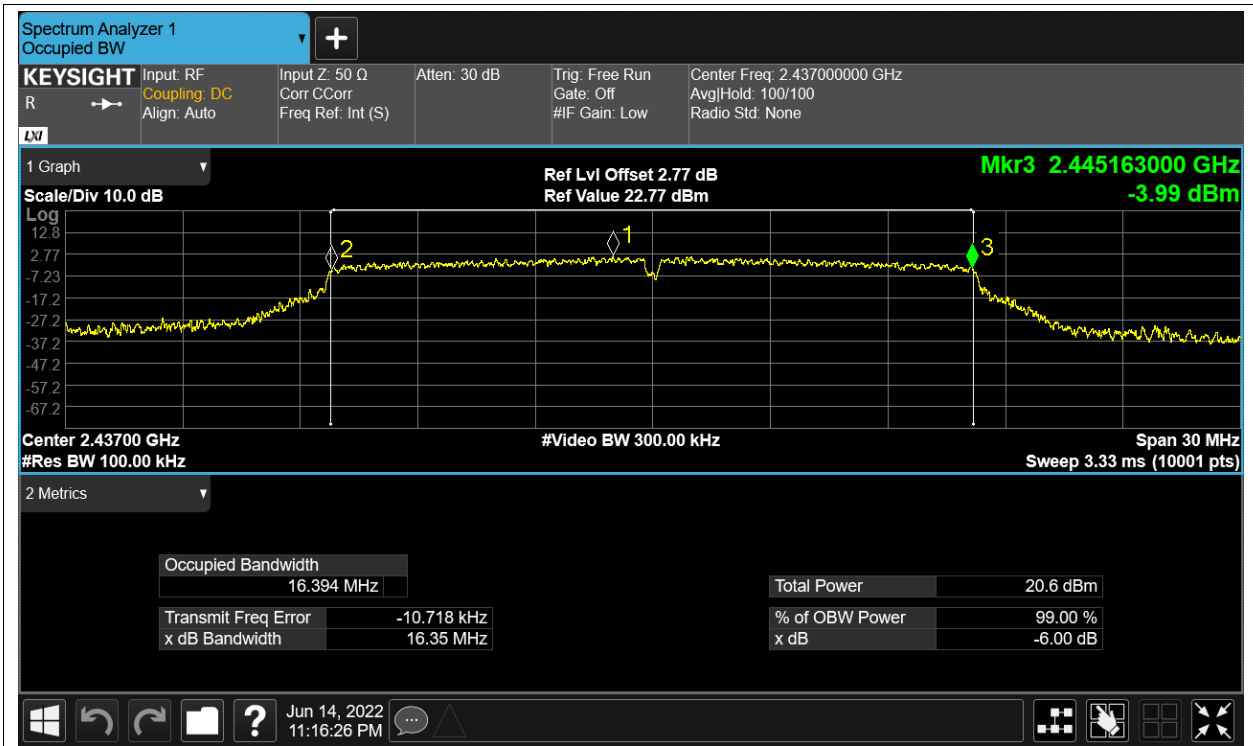 Spectrum Analyzer 1
Occupied BW
KEYSIGHT
R
LXI
Input: RF
Coupling: DC
Align: Auto
Input Z: 50 Ω
Corr CCorr
Freq Ref: Int (S)
Atten: 30 dB
Trig: Free Run
Gate: Off
#IF Gain: Low
Center Freq: 2.437000000 GHz
Avg|Hold: 100/100
Radio Std: None
1 Graph
Scale/Div 10.0 dB
Ref Lvl Offset 2.77 dB
Ref Value 22.77 dBm
Mkr3 2.445163000 GHz
-3.99 dBm
Log
12.8
2.77
-7.23
-17.2
-27.2
-37.2
-47.2
-57.2
-67.2
2
1
3
Center 2.43700 GHz
#Video BW 300.00 kHz
Span 30 MHz
#Res BW 100.00 kHz
Sweep 3.33 ms (10001 pts)
2 Metrics
Occupied Bandwidth
16.394 MHz
Total Power 20.6 dBm
Transmit Freq Error -10.718 kHz
% of OBW Power 99.00 %
x dB Bandwidth 16.35 MHz
x dB -6.00 dB
?
Jun 14, 2022
11:16:26 PM